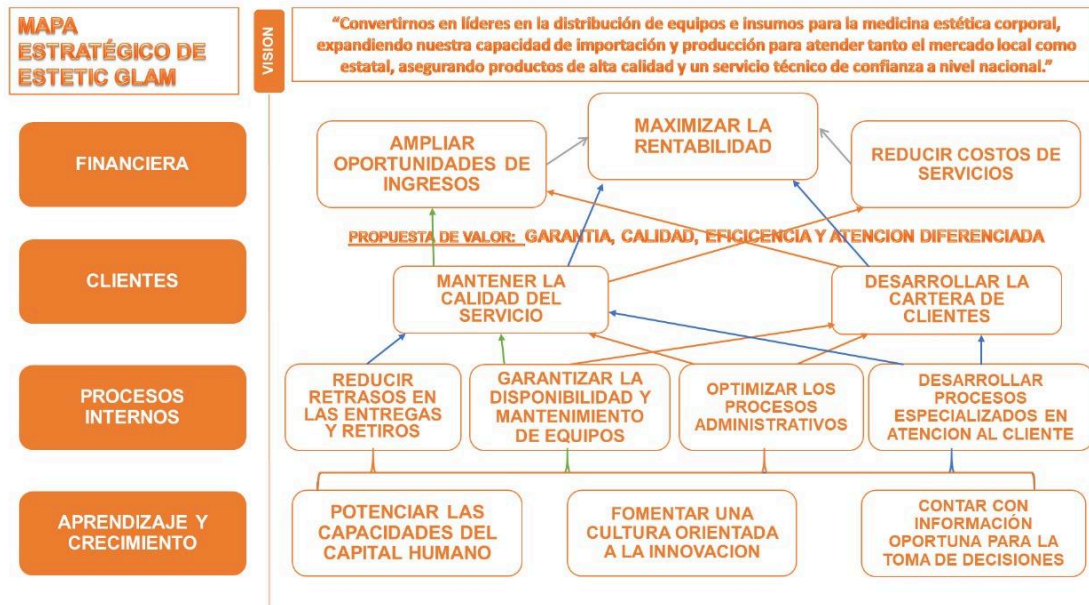 MAPA
ESTRATÉGICO DE
ESTETIC GLAM
VISION
“Convertirnos en líderes en la distribución de equipos e insumos para la medicina estética corporal,
expandiendo nuestra capacidad de importación y producción para atender tanto el mercado local como
estatal, asegurando productos de alta calidad y un servicio técnico de confianza a nivel nacional.”
FINANCIERA
AMPLIAR
OPORTUNIDADES DE
INGRESOS
MAXIMIZAR LA
RENTABILIDAD
REDUCIR COSTOS DE
SERVICIOS
PROPUESTA DE VALOR: GARANTIA, CALIDAD, EFICICENCIA Y ATENCION DIFERENCIADA
CLIENTES
MANTENER LA
CALIDAD DEL
SERVICIO
DESARROLLAR LA
CARTERA DE
CLIENTES
PROCESOS
INTERNOS
REDUCIR
RETRASOS EN
LAS ENTREGAS
Y RETIROS
GARANTIZAR LA
DISPONIBILIDAD Y
MANTENIMIENTO
DE EQUIPOS
OPTIMIZAR LOS
PROCESOS
ADMINISTRATIVOS
DESARROLLAR
PROCESOS
ESPECIALIZADOS EN
ATENCION AL CLIENTE
APRENDIZAJE Y
CRECIMIENTO
POTENCIAR LAS
CAPACIDADES DEL
CAPITAL HUMANO
FOMENTAR UNA
CULTURA ORIENTADA
A LA INNOVACION
CONTAR CON
INFORMACIÓN
OPORTUNA PARA LA
TOMA DE DECISIONES